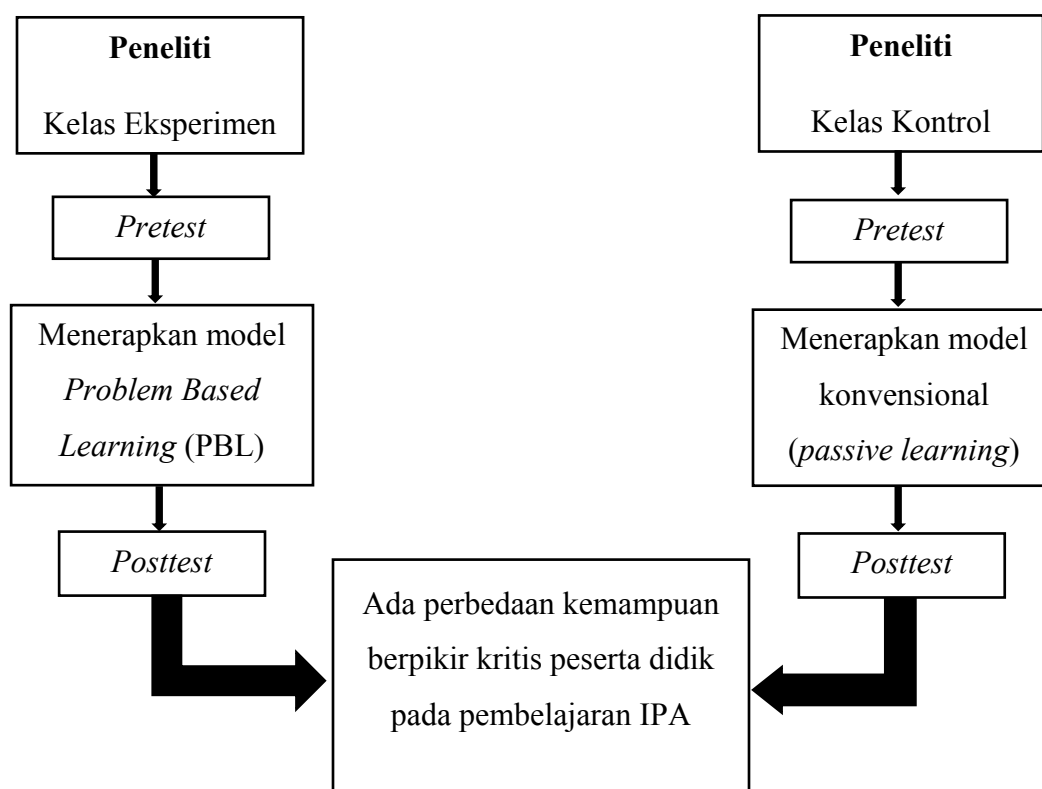 Peneliti
Kelas Eksperimen
Pretest
Menerapkan model
Problem Based
Learning (PBL)
Posttest
Peneliti
Kelas Kontrol
Pretest
Menerapkan model
konvensional
(passive learning)
Posttest
Ada perbedaan kemampuan
berpikir kritis peserta didik
pada pembelajaran IPA